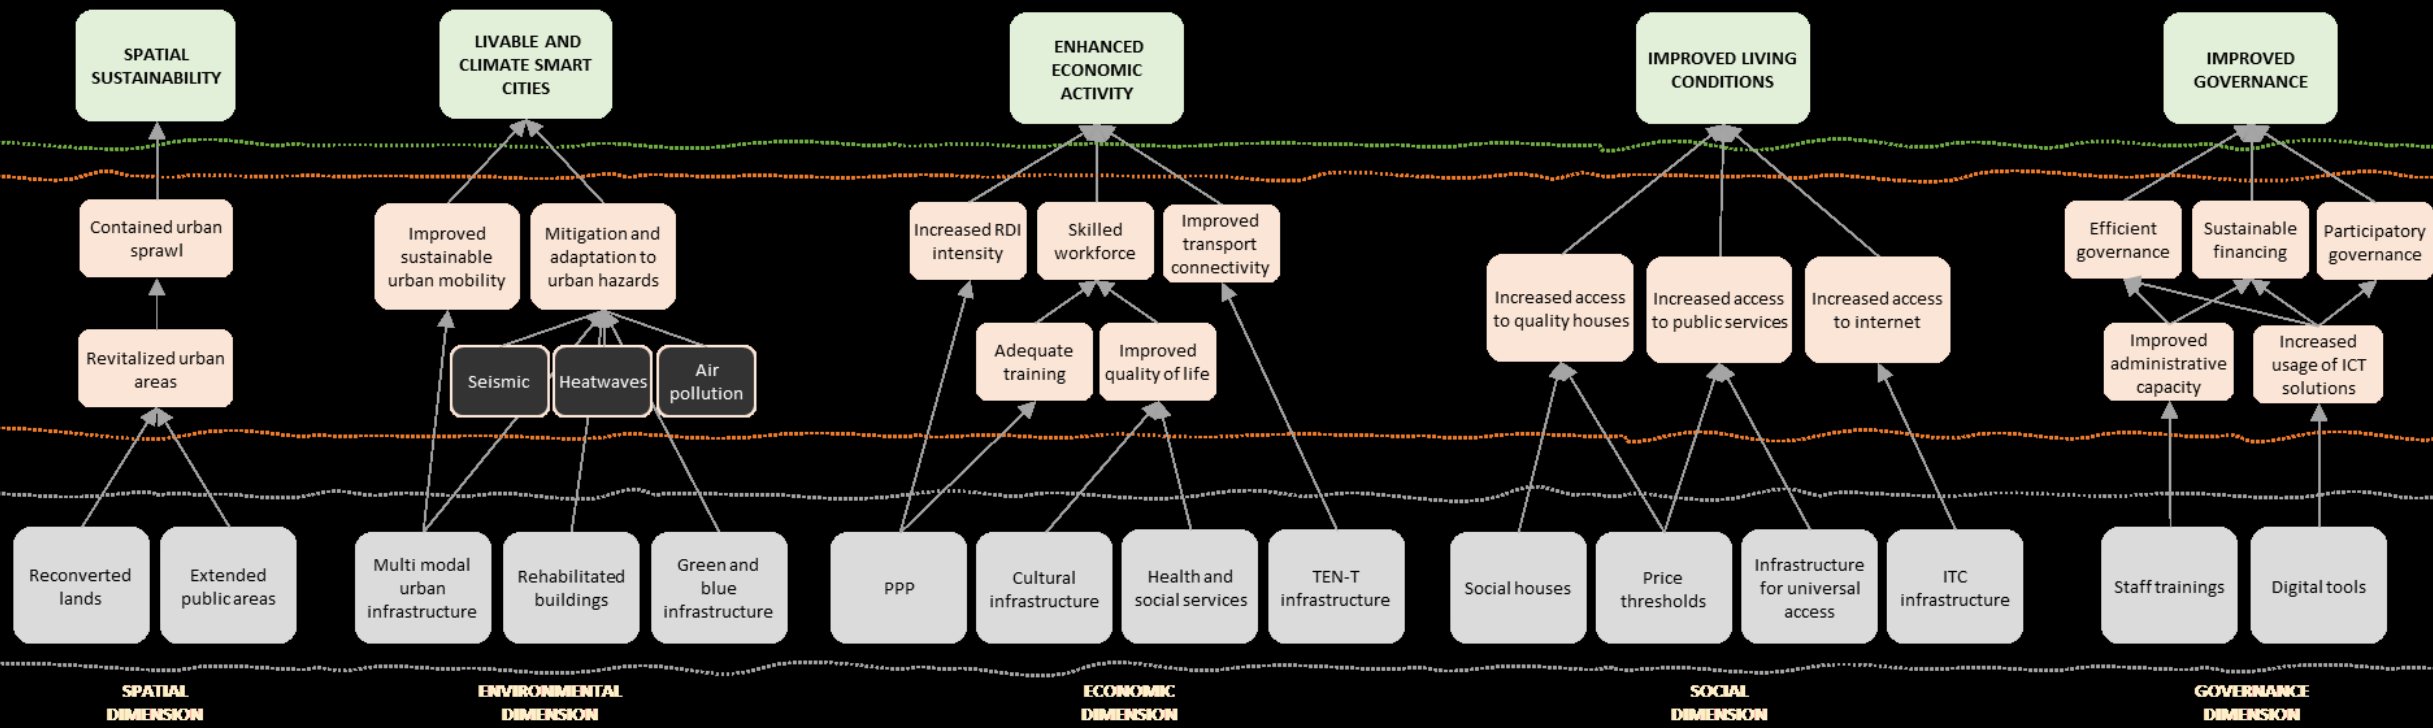 SPATIAL
SUSTAINABILITY
LIVABLE AND
CLIMATE SMART
CITIES
ENHANCED
ECONOMIC
ACTIVITY
IMPROVED LIVING
CONDITIONS
IMPROVED
GOVERNANCE
Contained urban
sprawl
Improved
sustainable
urban mobility
Mitigation and
adaptation to
urban hazards
Increased RDI
intensity
Skilled
workforce
Improved
transport
connectivity
Increased access
to quality houses
Increased access
to public services
Increased access
to internet
Efficient
governance
Sustainable
financing
Participatory
governance
Revitalized urban
areas
Seismic
Heatwaves
Air
pollution
Adequate
training
Improved
quality of life
Improved
administrative
capacity
Increased
usage of ICT
solutions
Reconverted
lands
Extended
public areas
Multi modal
urban
infrastructure
Rehabilitated
buildings
Green and
blue
infrastructure
PPP
Cultural
infrastructure
Health and
social services
TEN-T
infrastructure
Social houses
Price
thresholds
Infrastructure
for universal
access
ITC
infrastructure
Staff trainings
Digital tools
SPATIAL
DIMENSION
ENVIRONMENTAL
DIMENSION
ECONOMIC
DIMENSION
SOCIAL
DIMENSION
GOVERNANCE
DIMENSION